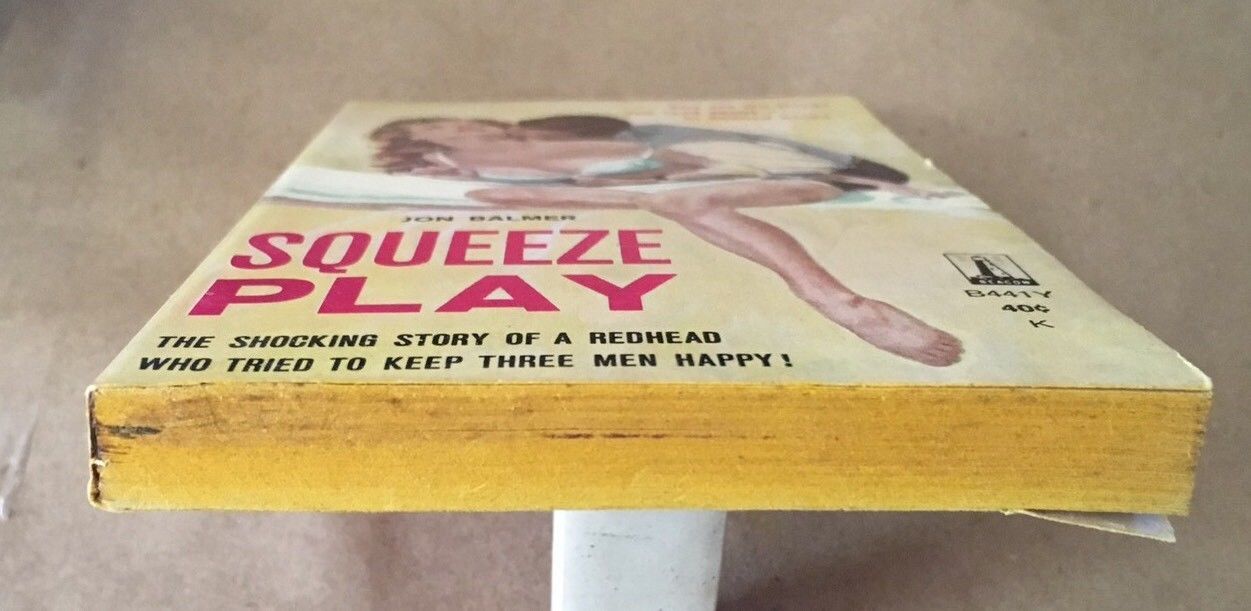 JON BALMER
SQUEEZE
PLAY
THE SHOCKING STORY OF A REDHEAD
WHO TRIED TO KEEP THREE MEN HAPPY!
BEACON
B441Y
40¢
K